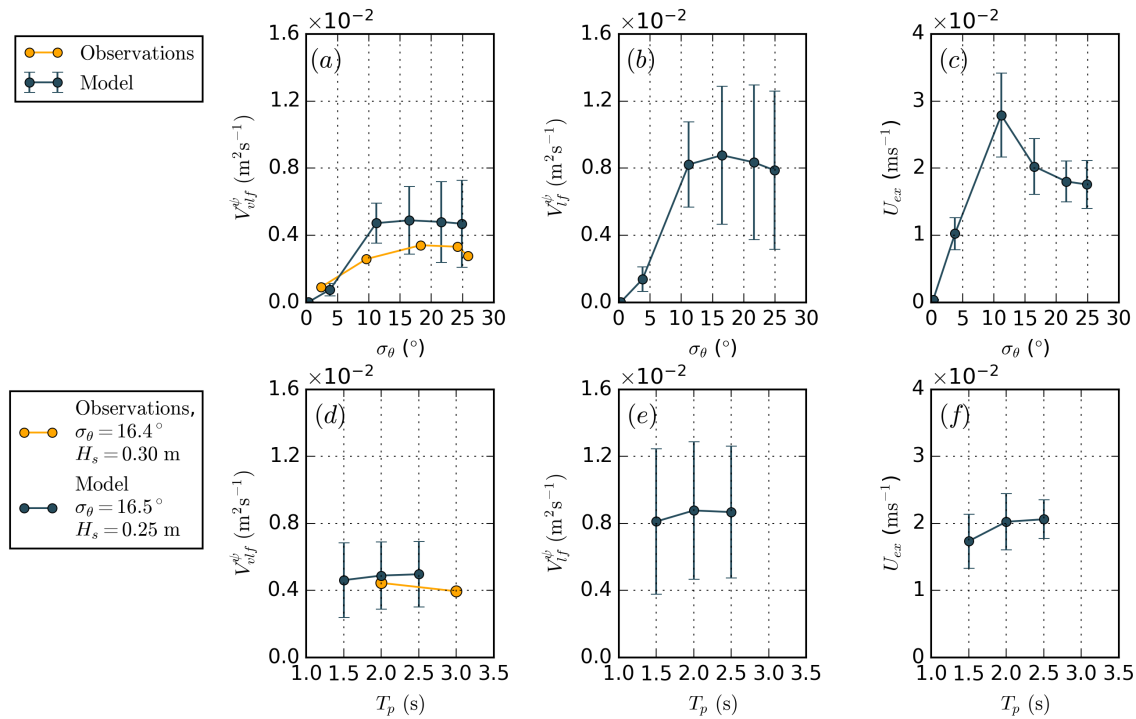 Observations
Model
×10⁻²
(a)
1.6
1.2
0.8
0.4
0.0
V^ψ_vlf (m²s⁻¹)
0 5 10 15 20 25 30
σ_θ (°)
×10⁻²
(b)
1.6
1.2
0.8
0.4
0.0
V^ψ_lf (m²s⁻¹)
0 5 10 15 20 25 30
σ_θ (°)
×10⁻²
(c)
4
3
2
1
0
U_ex (ms⁻¹)
0 5 10 15 20 25 30
σ_θ (°)
Observations,
σ_θ = 16.4°
H_s = 0.30 m
Model
σ_θ = 16.5°
H_s = 0.25 m
×10⁻²
(d)
1.6
1.2
0.8
0.4
0.0
V^ψ_vlf (m²s⁻¹)
1.0 1.5 2.0 2.5 3.0 3.5
T_p (s)
×10⁻²
(e)
1.6
1.2
0.8
0.4
0.0
V^ψ_lf (m²s⁻¹)
1.0 1.5 2.0 2.5 3.0 3.5
T_p (s)
×10⁻²
(f)
4
3
2
1
0
U_ex (ms⁻¹)
1.0 1.5 2.0 2.5 3.0 3.5
T_p (s)